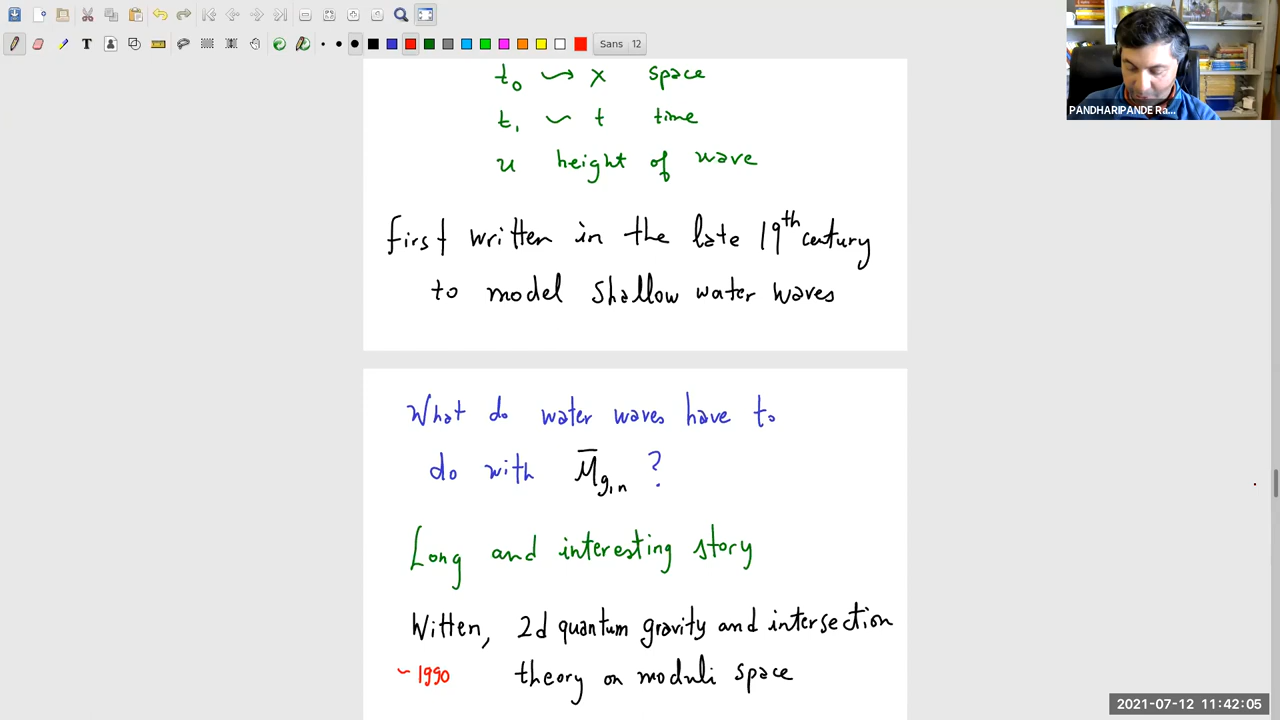 Sans 12
PANDHARIPANDE Ra...
t₀ ⤳ x space
t₁ ⤳ t time
u height of wave
first written in the late 19th century
to model shallow water waves
What do water waves have to
do with M̄g,n ?
Long and interesting story
Witten, 2d quantum gravity and intersection
~ 1990 theory on moduli space
2021-07-12 11:42:05